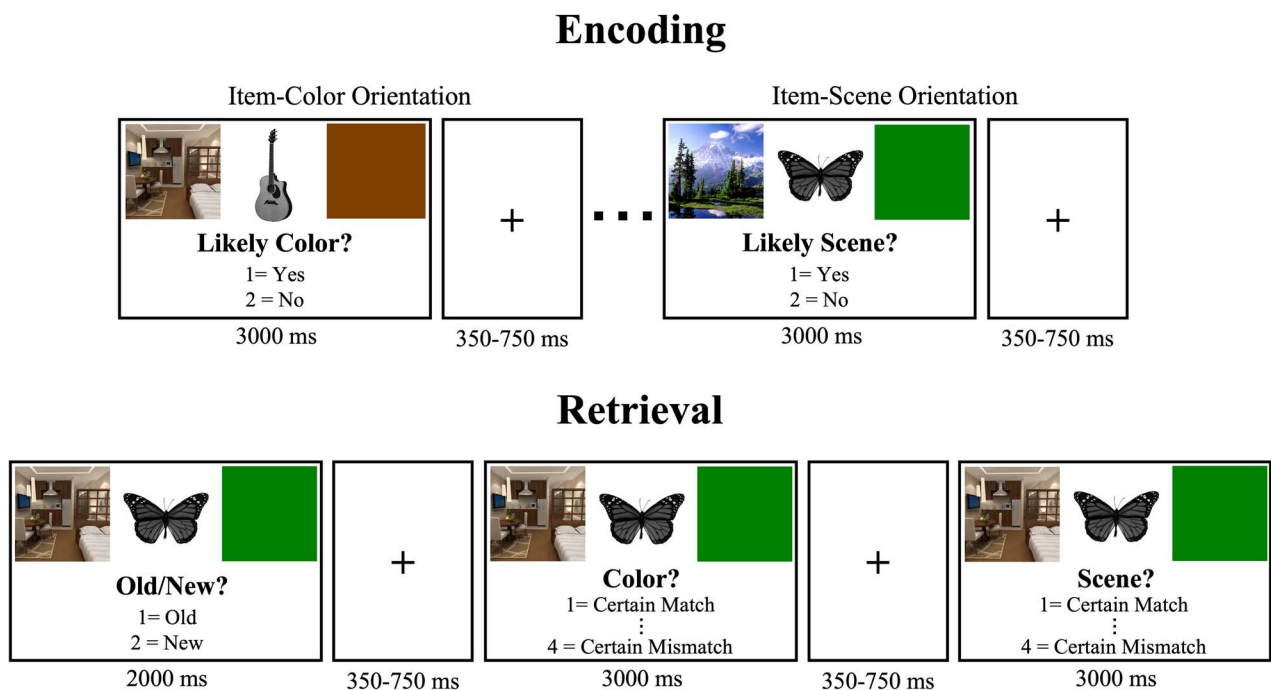 Encoding
Item-Color Orientation
Item-Scene Orientation
Likely Color?
1= Yes
2 = No
+
...
Likely Scene?
1= Yes
2 = No
+
3000 ms
350-750 ms
3000 ms
350-750 ms
Retrieval
Old/New?
1= Old
2 = New
+
Color?
1= Certain Match
⋮
4 = Certain Mismatch
+
Scene?
1= Certain Match
⋮
4 = Certain Mismatch
2000 ms
350-750 ms
3000 ms
350-750 ms
3000 ms